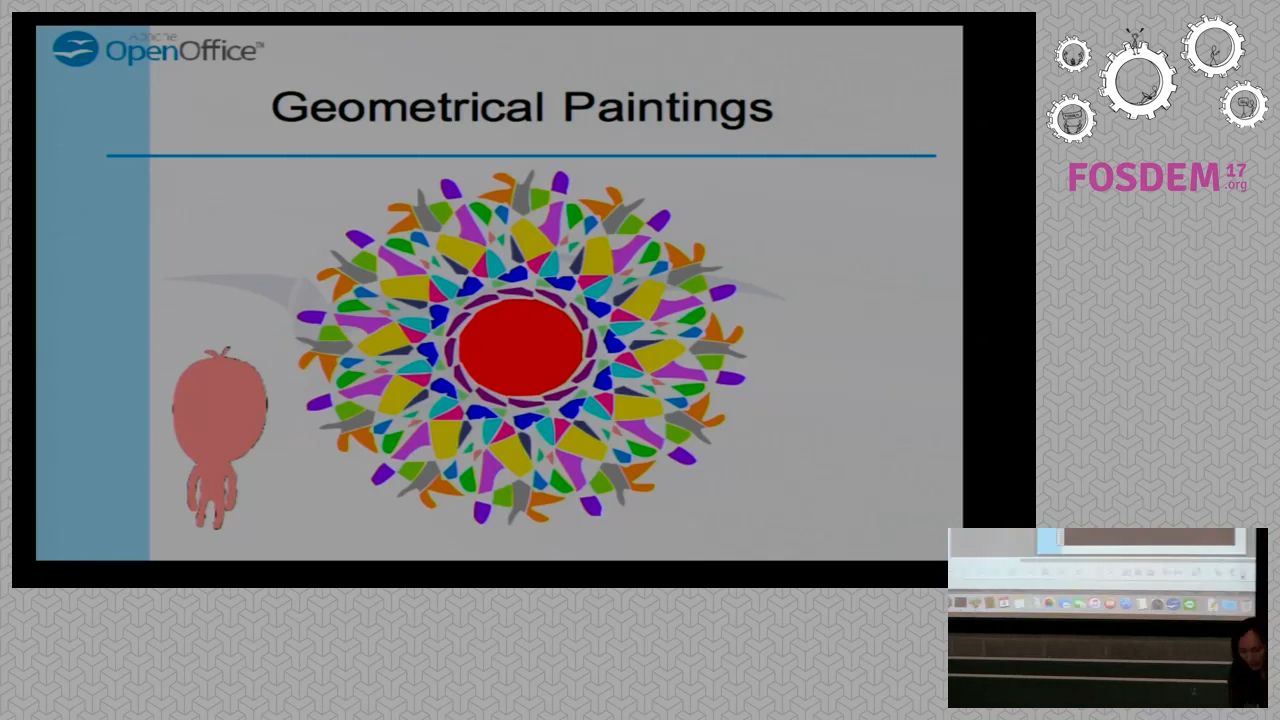 Apache
OpenOffice™
Geometrical Paintings
FOSDEM 17
.org